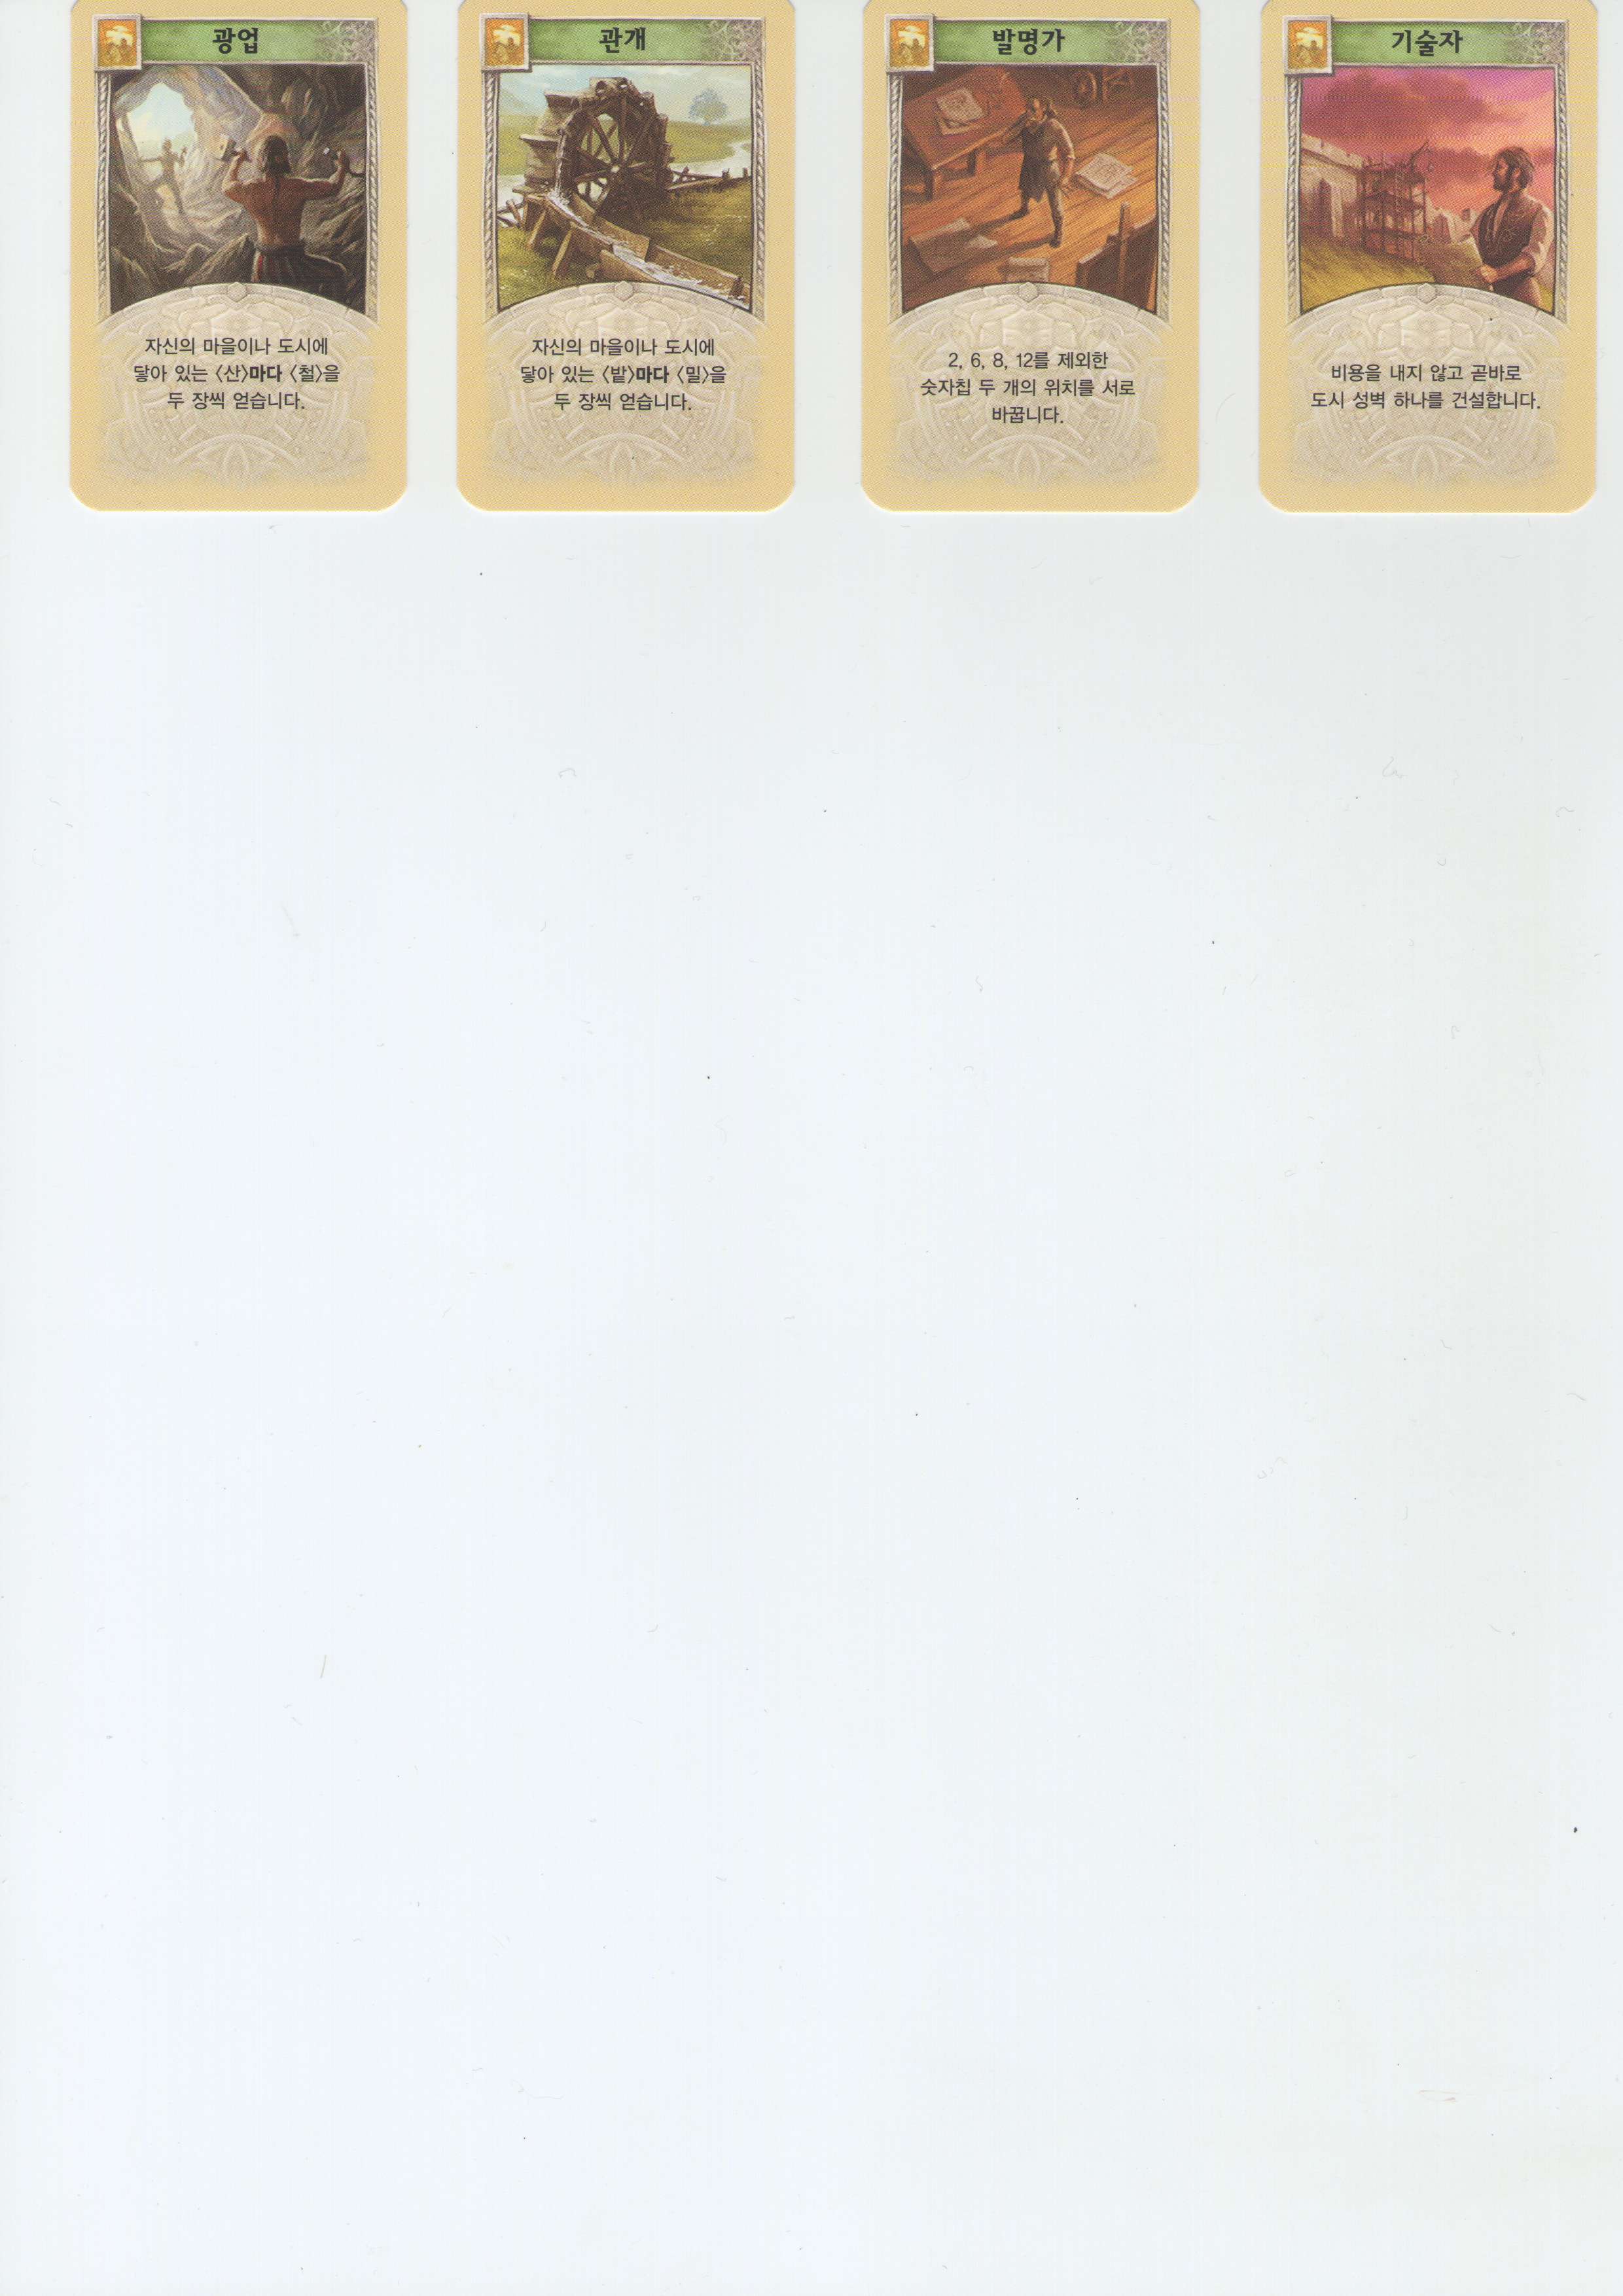 광업
자신의 마을이나 도시에
닿아 있는 〈산〉마다 〈철〉을
두 장씩 얻습니다.
관개
자신의 마을이나 도시에
닿아 있는 〈밭〉마다 〈밀〉을
두 장씩 얻습니다.
발명가
2, 6, 8, 12를 제외한
숫자칩 두 개의 위치를 서로
바꿉니다.
기술자
비용을 내지 않고 곧바로
도시 성벽 하나를 건설합니다.